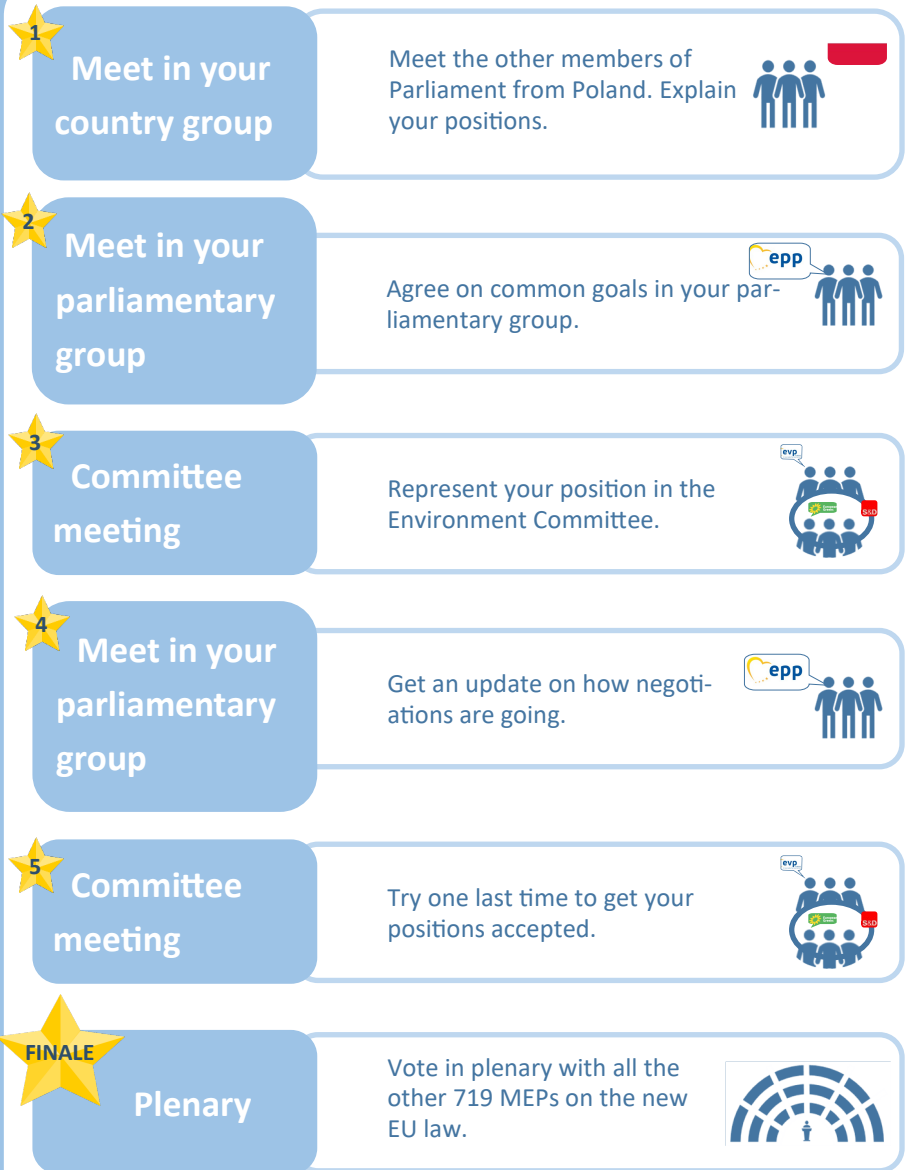 1
Meet in your
country group
Meet the other members of
Parliament from Poland. Explain
your positions.
2
Meet in your
parliamentary
group
epp
Agree on common goals in your par-
liamentary group.
3
Committee
meeting
Represent your position in the
Environment Committee.
evp
S&D
4
Meet in your
parliamentary
group
Get an update on how negoti-
ations are going.
epp
5
Committee
meeting
Try one last time to get your
positions accepted.
evp
S&D
FINALE
Plenary
Vote in plenary with all the
other 719 MEPs on the new
EU law.